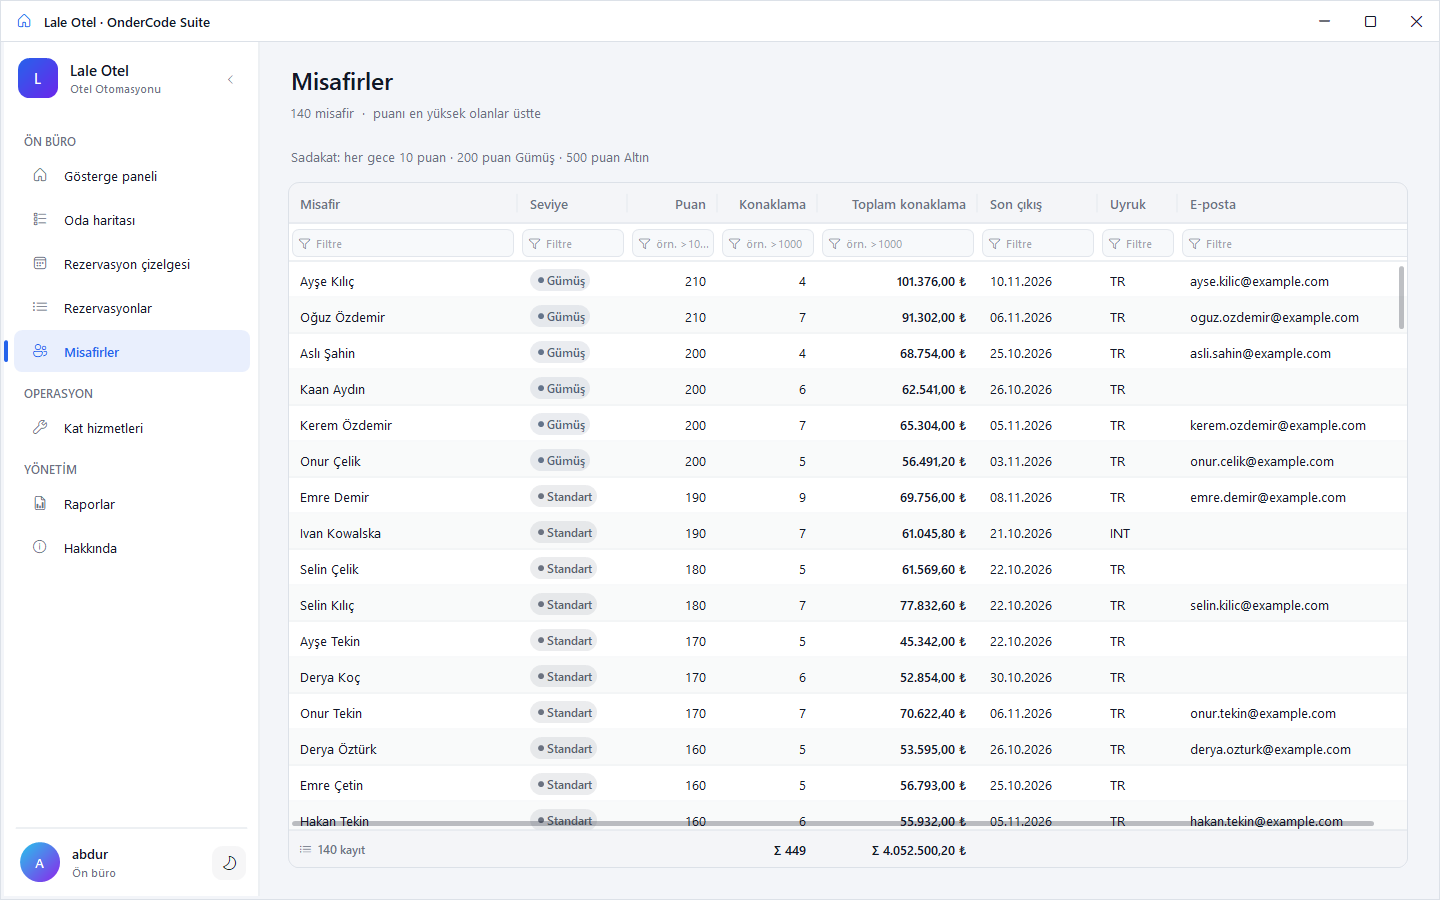 Lale Otel · OnderCode Suite
L
Lale Otel
Otel Otomasyonu
ÖN BÜRO
Gösterge paneli
Oda haritası
Rezervasyon çizelgesi
Rezervasyonlar
Misafirler
OPERASYON
Kat hizmetleri
YÖNETİM
Raporlar
Hakkında
A
abdur
Ön büro
Misafirler
140 misafir · puanı en yüksek olanlar üstte
Sadakat: her gece 10 puan · 200 puan Gümüş · 500 puan Altın
Misafir Seviye Puan Konaklama Toplam konaklama Son çıkış Uyruk E-posta
Filtre Filtre örn. >10... örn. >1000 örn. >1000 Filtre Filtre Filtre
Ayşe Kılıç Gümüş 210 4 101.376,00 ₺ 10.11.2026 TR ayse.kilic@example.com
Oğuz Özdemir Gümüş 210 7 91.302,00 ₺ 06.11.2026 TR oguz.ozdemir@example.com
Aslı Şahin Gümüş 200 4 68.754,00 ₺ 25.10.2026 TR asli.sahin@example.com
Kaan Aydın Gümüş 200 6 62.541,00 ₺ 26.10.2026 TR
Kerem Özdemir Gümüş 200 7 65.304,00 ₺ 05.11.2026 TR kerem.ozdemir@example.com
Onur Çelik Gümüş 200 5 56.491,20 ₺ 03.11.2026 TR onur.celik@example.com
Emre Demir Standart 190 9 69.756,00 ₺ 08.11.2026 TR emre.demir@example.com
Ivan Kowalska Standart 190 7 61.045,80 ₺ 21.10.2026 INT
Selin Çelik Standart 180 5 61.569,60 ₺ 22.10.2026 TR
Selin Kılıç Standart 180 7 77.832,60 ₺ 22.10.2026 TR selin.kilic@example.com
Ayşe Tekin Standart 170 5 45.342,00 ₺ 22.10.2026 TR
Derya Koç Standart 170 6 52.854,00 ₺ 30.10.2026 TR
Onur Tekin Standart 170 7 70.622,40 ₺ 06.11.2026 TR onur.tekin@example.com
Derya Öztürk Standart 160 5 53.595,00 ₺ 26.10.2026 TR derya.ozturk@example.com
Emre Çetin Standart 160 5 56.793,00 ₺ 25.10.2026 TR
Hakan Tekin Standart 160 6 55.932,00 ₺ 05.11.2026 TR hakan.tekin@example.com
140 kayıt Σ 449 Σ 4.052.500,20 ₺